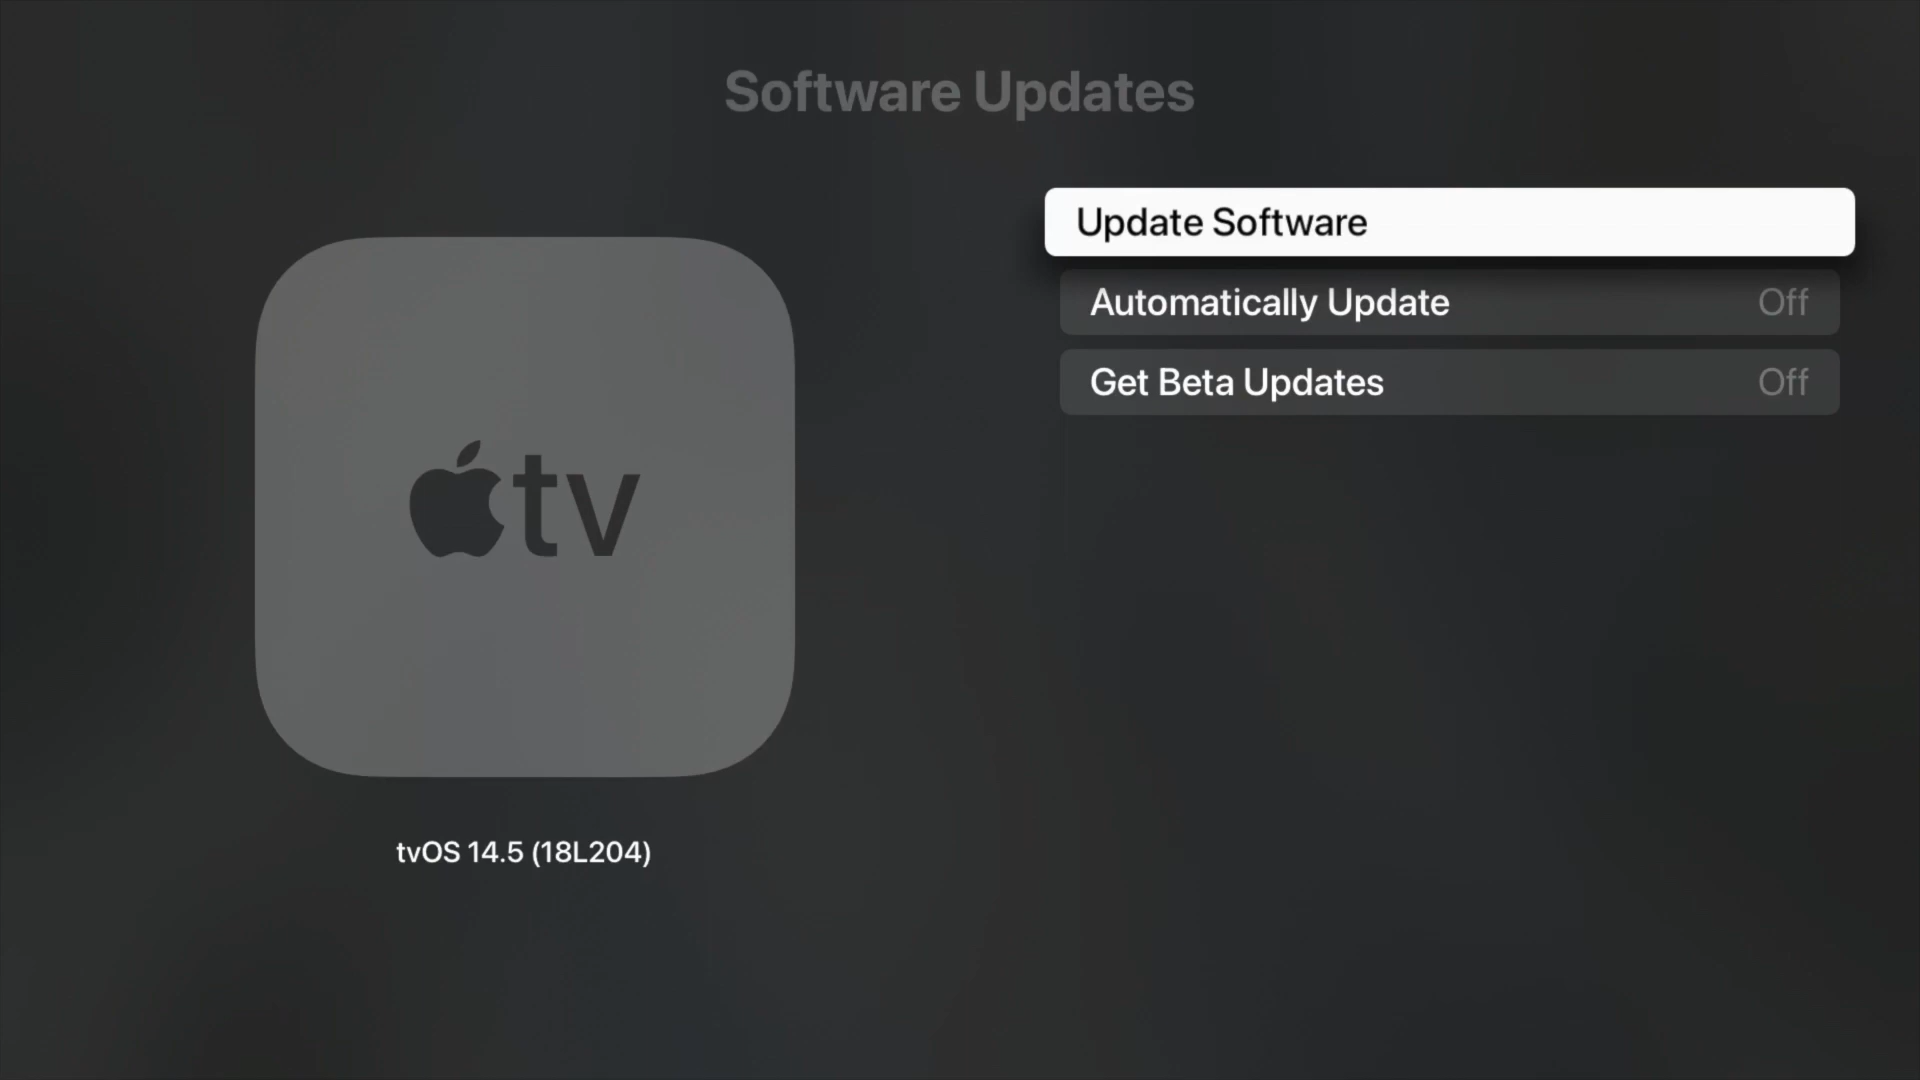 Software Updates
Update Software
Automatically Update Off
Get Beta Updates Off
tv
tvOS 14.5 (18L204)